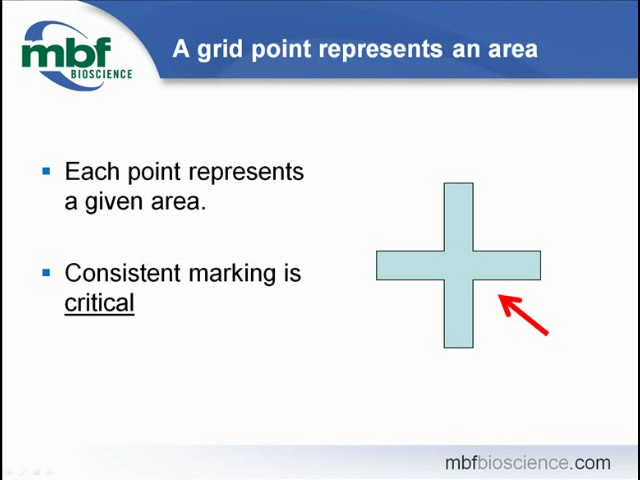 mbf
BIOSCIENCE
A grid point represents an area
Each point represents
a given area.
Consistent marking is
critical
mbfbioscience.com